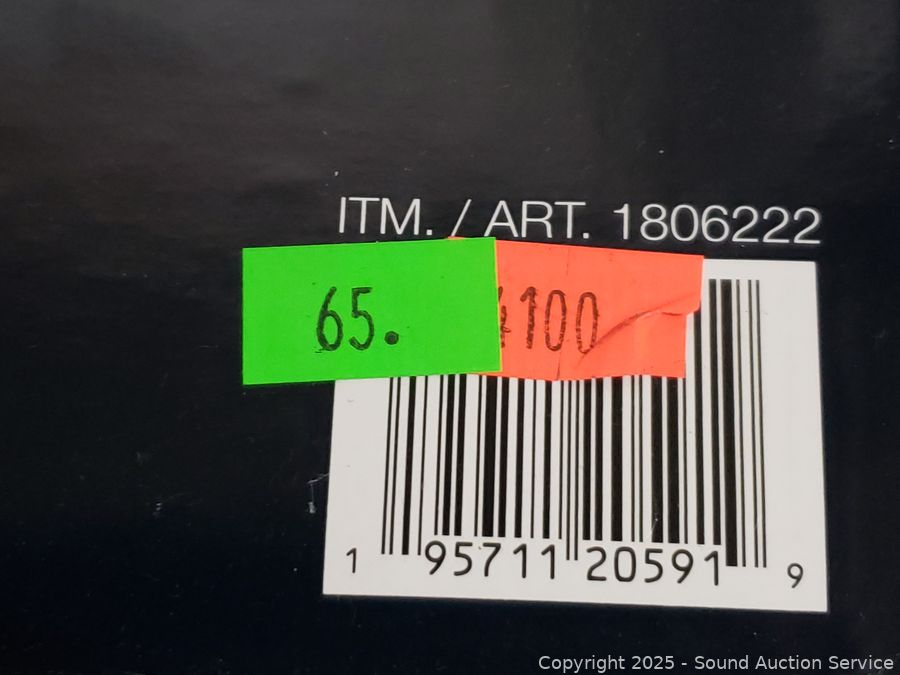 ITM. / ART. 1806222
65.
100
1 95711 20591 9
Copyright 2025 - Sound Auction Service